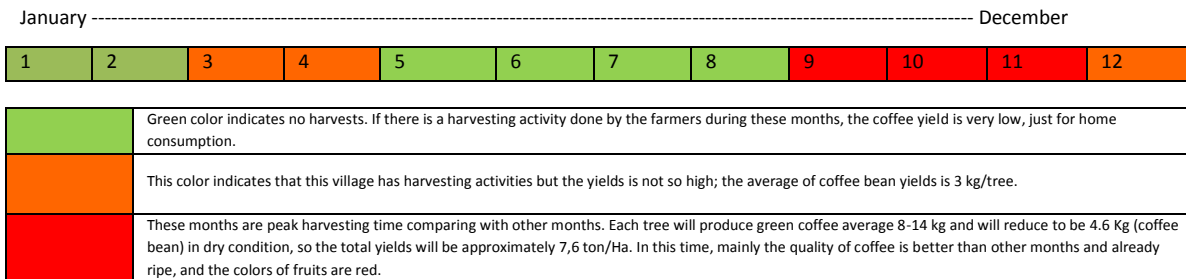 January ------------------------------------------------------------------------------------------------------------------------------------------------ December
1 2 3 4 5 6 7 8 9 10 11 12
Green color indicates no harvests. If there is a harvesting activity done by the farmers during these months, the coffee yield is very low, just for home
consumption.
This color indicates that this village has harvesting activities but the yields is not so high; the average of coffee bean yields is 3 kg/tree.
These months are peak harvesting time comparing with other months. Each tree will produce green coffee average 8-14 kg and will reduce to be 4.6 Kg (coffee
bean) in dry condition, so the total yields will be approximately 7,6 ton/Ha. In this time, mainly the quality of coffee is better than other months and already
ripe, and the colors of fruits are red.